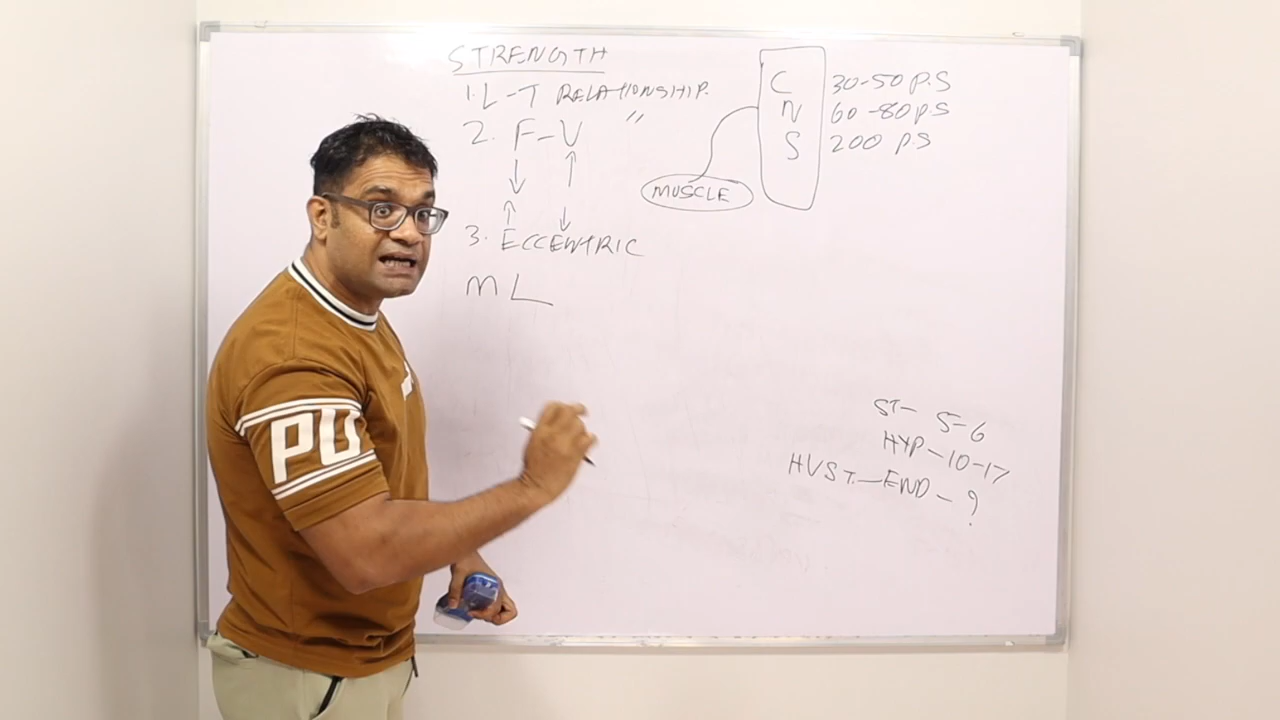 STRENGTH
1. L-T RELATIONSHIP.
2. F-V "
3. ECCENTRIC
ML
C 30-50 P.S
N 60-80 P.S
S 200 P.S
MUSCLE
ST- 5-6
HYP-10-17
HVST-END-?
PU